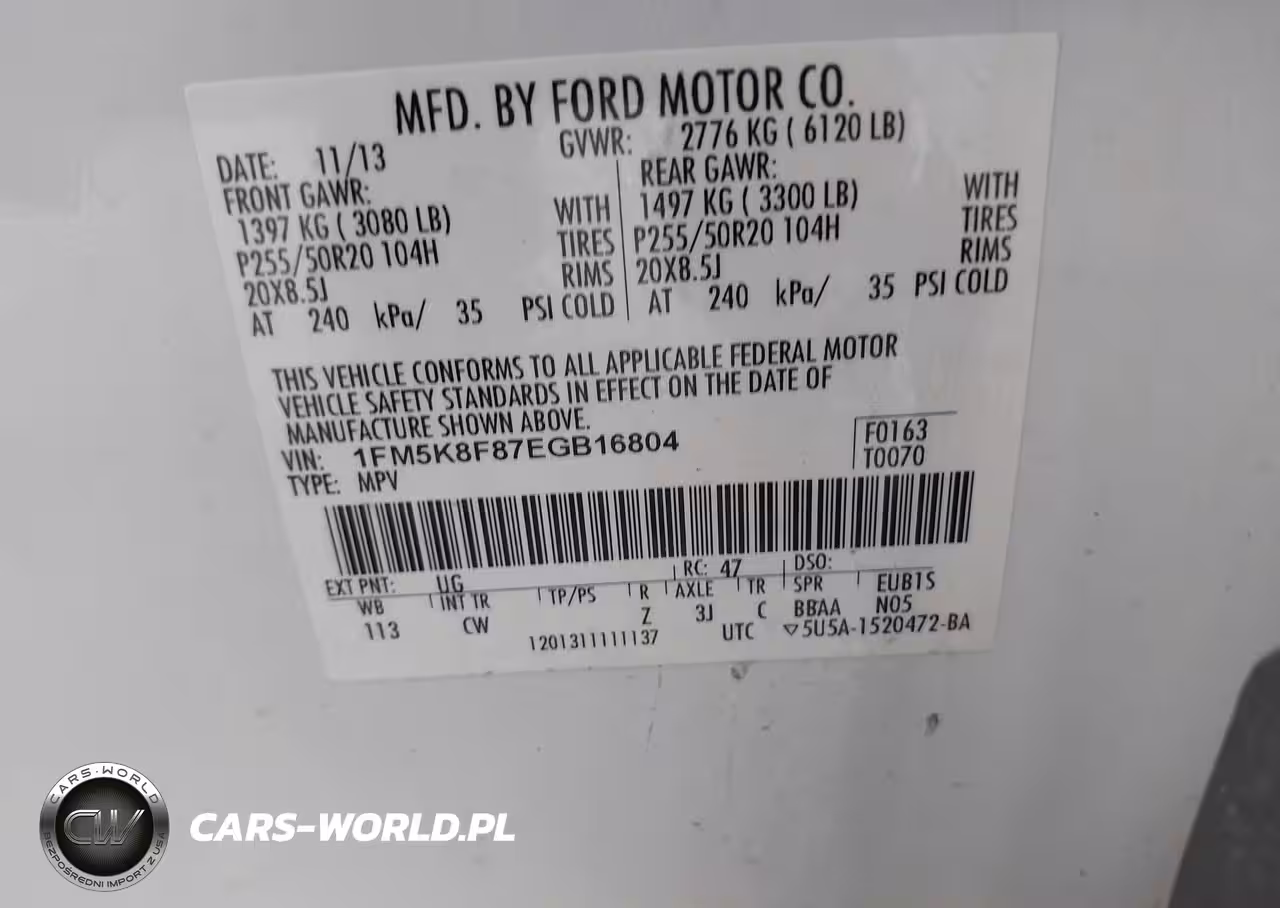 MFD. BY FORD MOTOR CO.
DATE: 11/13 GVWR: 2776 KG ( 6120 LB)
FRONT GAWR: REAR GAWR:
1397 KG ( 3080 LB) WITH 1497 KG ( 3300 LB) WITH
P255/50R20 104H TIRES P255/50R20 104H TIRES
20X8.5J RIMS 20X8.5J RIMS
AT 240 kPa/ 35 PSI COLD AT 240 kPa/ 35 PSI COLD
THIS VEHICLE CONFORMS TO ALL APPLICABLE FEDERAL MOTOR
VEHICLE SAFETY STANDARDS IN EFFECT ON THE DATE OF
MANUFACTURE SHOWN ABOVE.
VIN: 1FM5K8F87EGB16804 F0163
TYPE: MPV T0070
EXT PNT: UG RC: 47 DSO:
WB INT TR TP/PS R AXLE TR SPR EUB1S
113 CW Z 3J C BBAA N05
1201311111137 UTC ▽5U5A-1520472-BA
CARS-WORLD
CW
BEZPOŚREDNI IMPORT Z USA
CARS-WORLD.PL